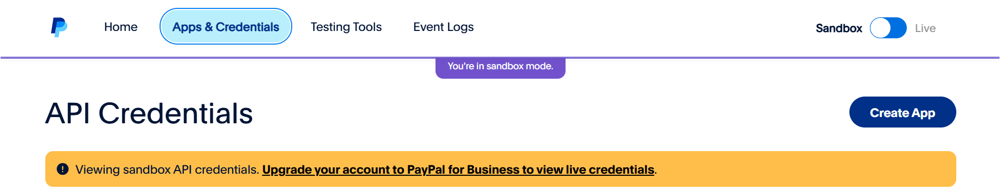 Home Apps & Credentials Testing Tools Event Logs Sandbox Live
You're in sandbox mode.
API Credentials Create App
Viewing sandbox API credentials. Upgrade your account to PayPal for Business to view live credentials.